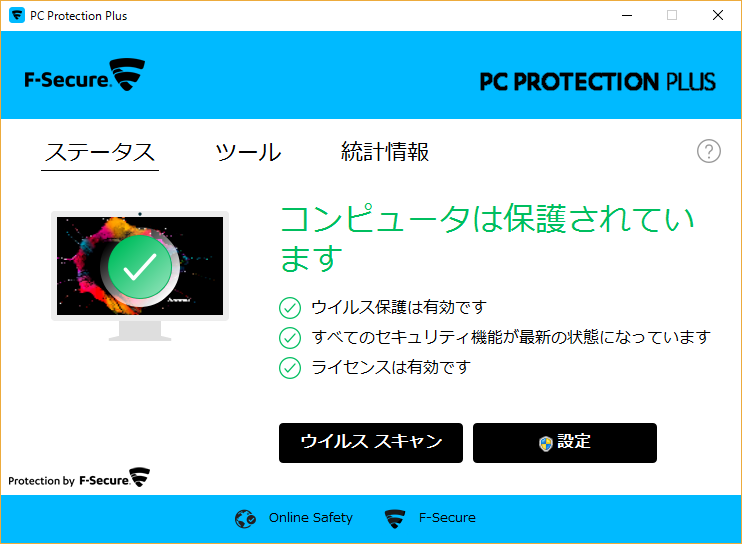 PC Protection Plus
F-Secure.
PC PROTECTION PLUS
ステータス ツール 統計情報
?
コンピュータは保護されてい
ます
ウイルス保護は有効です
すべてのセキュリティ機能が最新の状態になっています
ライセンスは有効です
ウイルス スキャン 設定
Protection by F-Secure.
Online Safety F-Secure